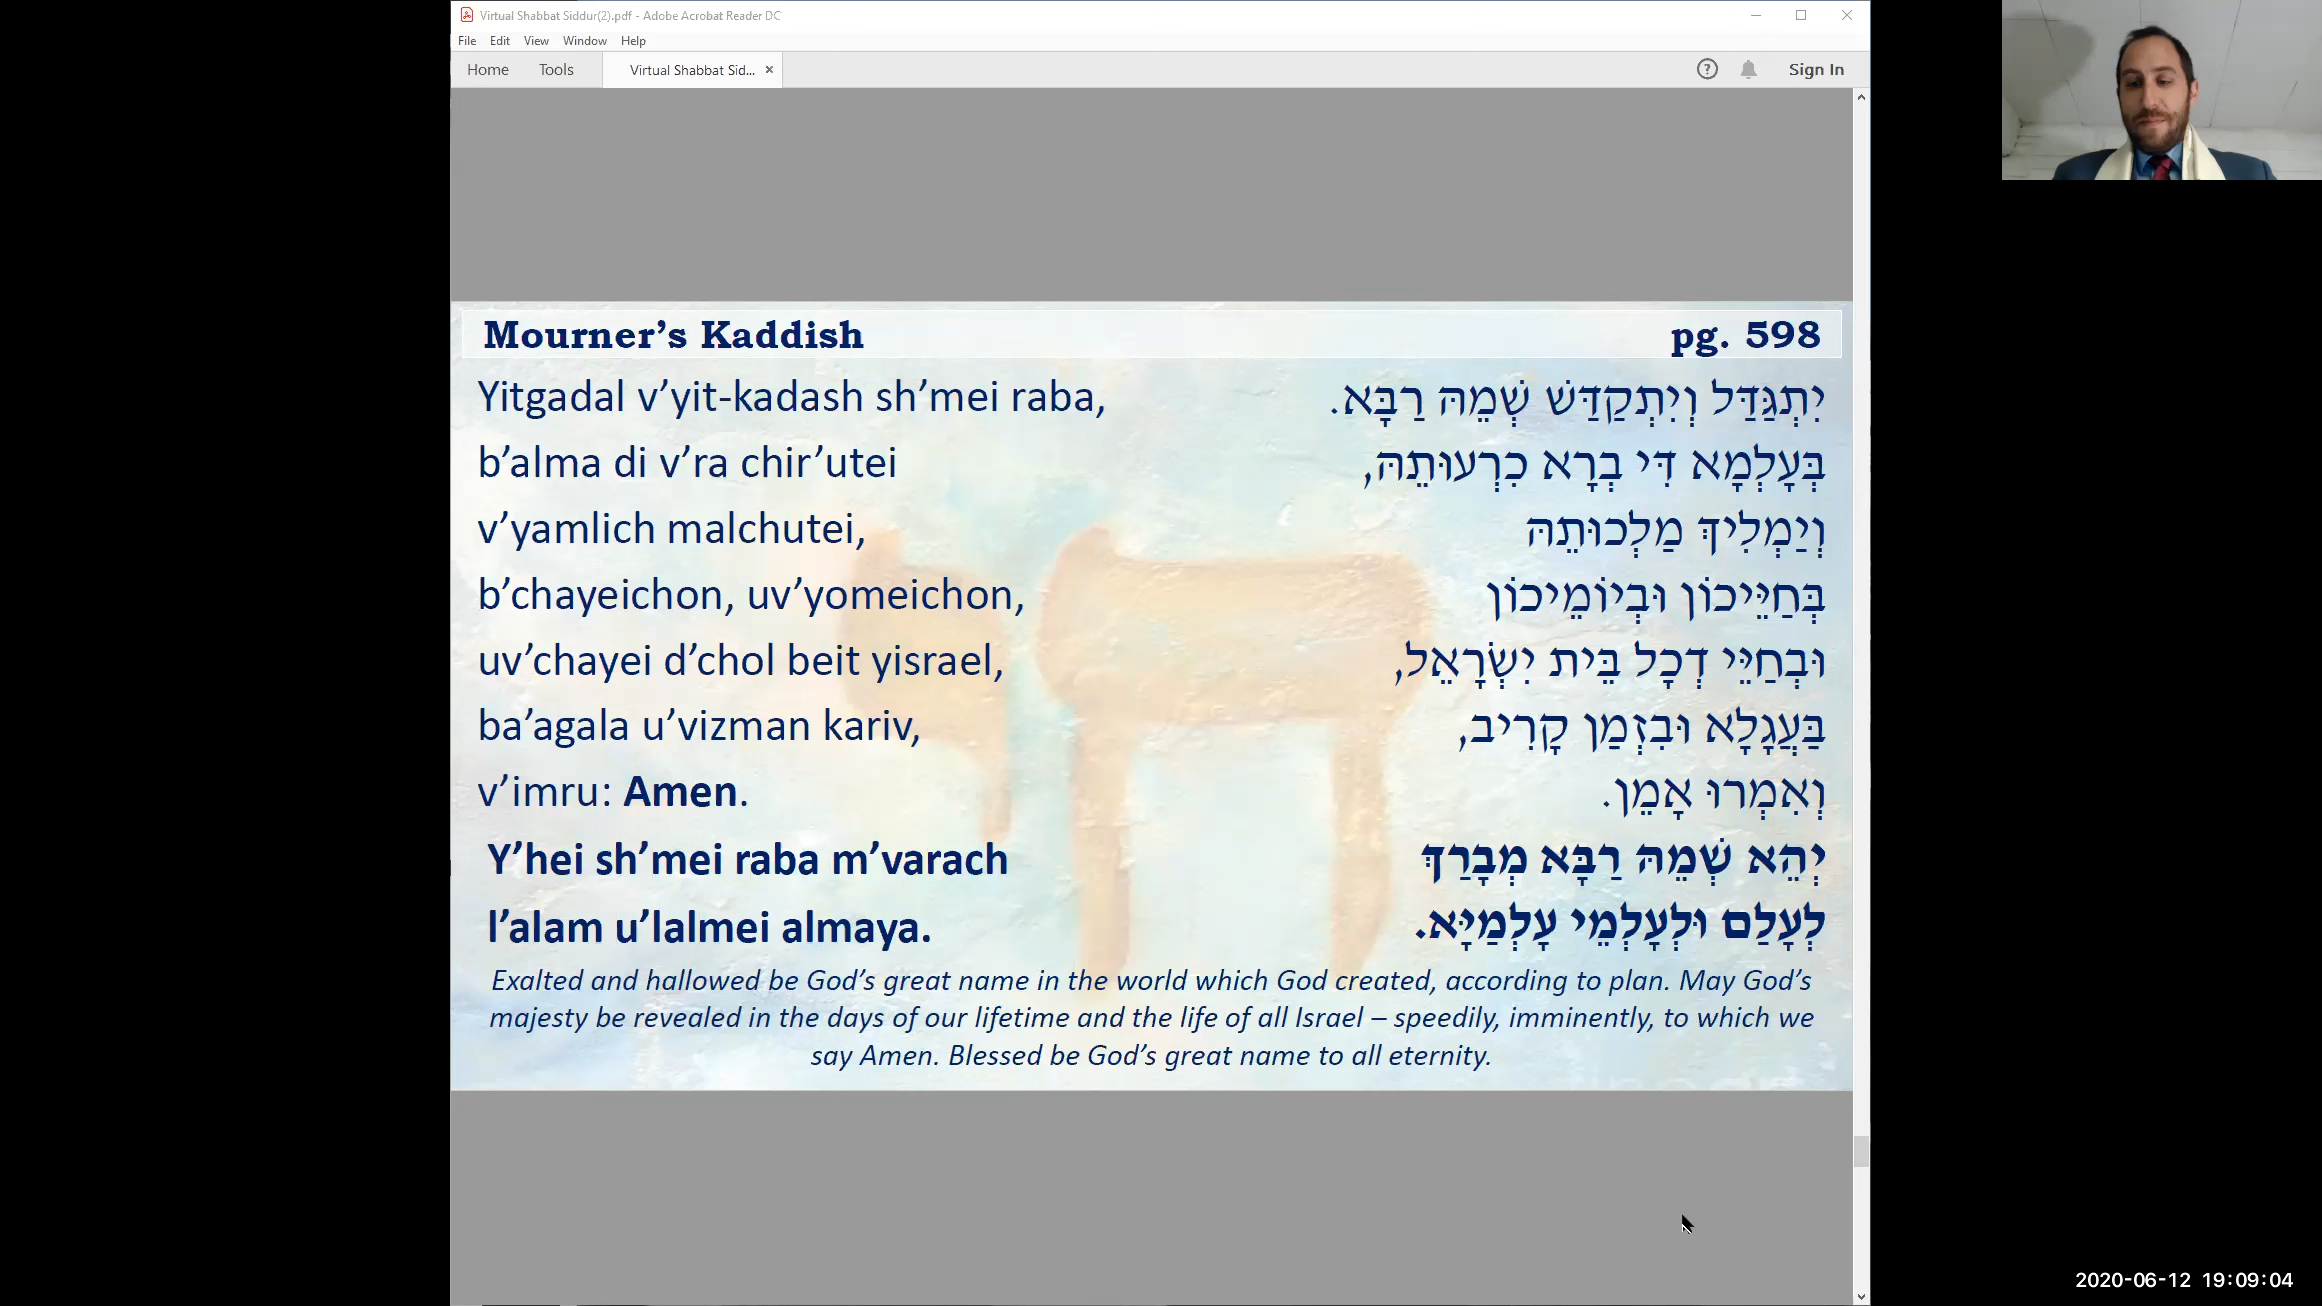 Virtual Shabbat Siddur(2).pdf - Adobe Acrobat Reader DC
File Edit View Window Help
Home Tools Virtual Shabbat Sid... × Sign In
Mourner’s Kaddish pg. 598
Yitgadal v’yit-kadash sh’mei raba, יִתְגַּדַּל וְיִתְקַדַּשׁ שְׁמֵהּ רַבָּא.
b’alma di v’ra chir’utei בְּעָלְמָא דִּי בְרָא כִרְעוּתֵהּ,
v’yamlich malchutei, וְיַמְלִיךְ מַלְכוּתֵהּ
b’chayeichon, uv’yomeichon, בְּחַיֵּיכוֹן וּבְיוֹמֵיכוֹן
uv’chayei d’chol beit yisrael, וּבְחַיֵּי דְכָל בֵּית יִשְׂרָאֵל,
ba’agala u’vizman kariv, בַּעֲגָלָא וּבִזְמַן קָרִיב,
v’imru: Amen. וְאִמְרוּ אָמֵן.
Y’hei sh’mei raba m’varach יְהֵא שְׁמֵהּ רַבָּא מְבָרַךְ
l’alam u’lalmei almaya. לְעָלַם וּלְעָלְמֵי עָלְמַיָּא.
Exalted and hallowed be God’s great name in the world which God created, according to plan. May God’s
majesty be revealed in the days of our lifetime and the life of all Israel – speedily, imminently, to which we
say Amen. Blessed be God’s great name to all eternity.
2020-06-12 19:09:04